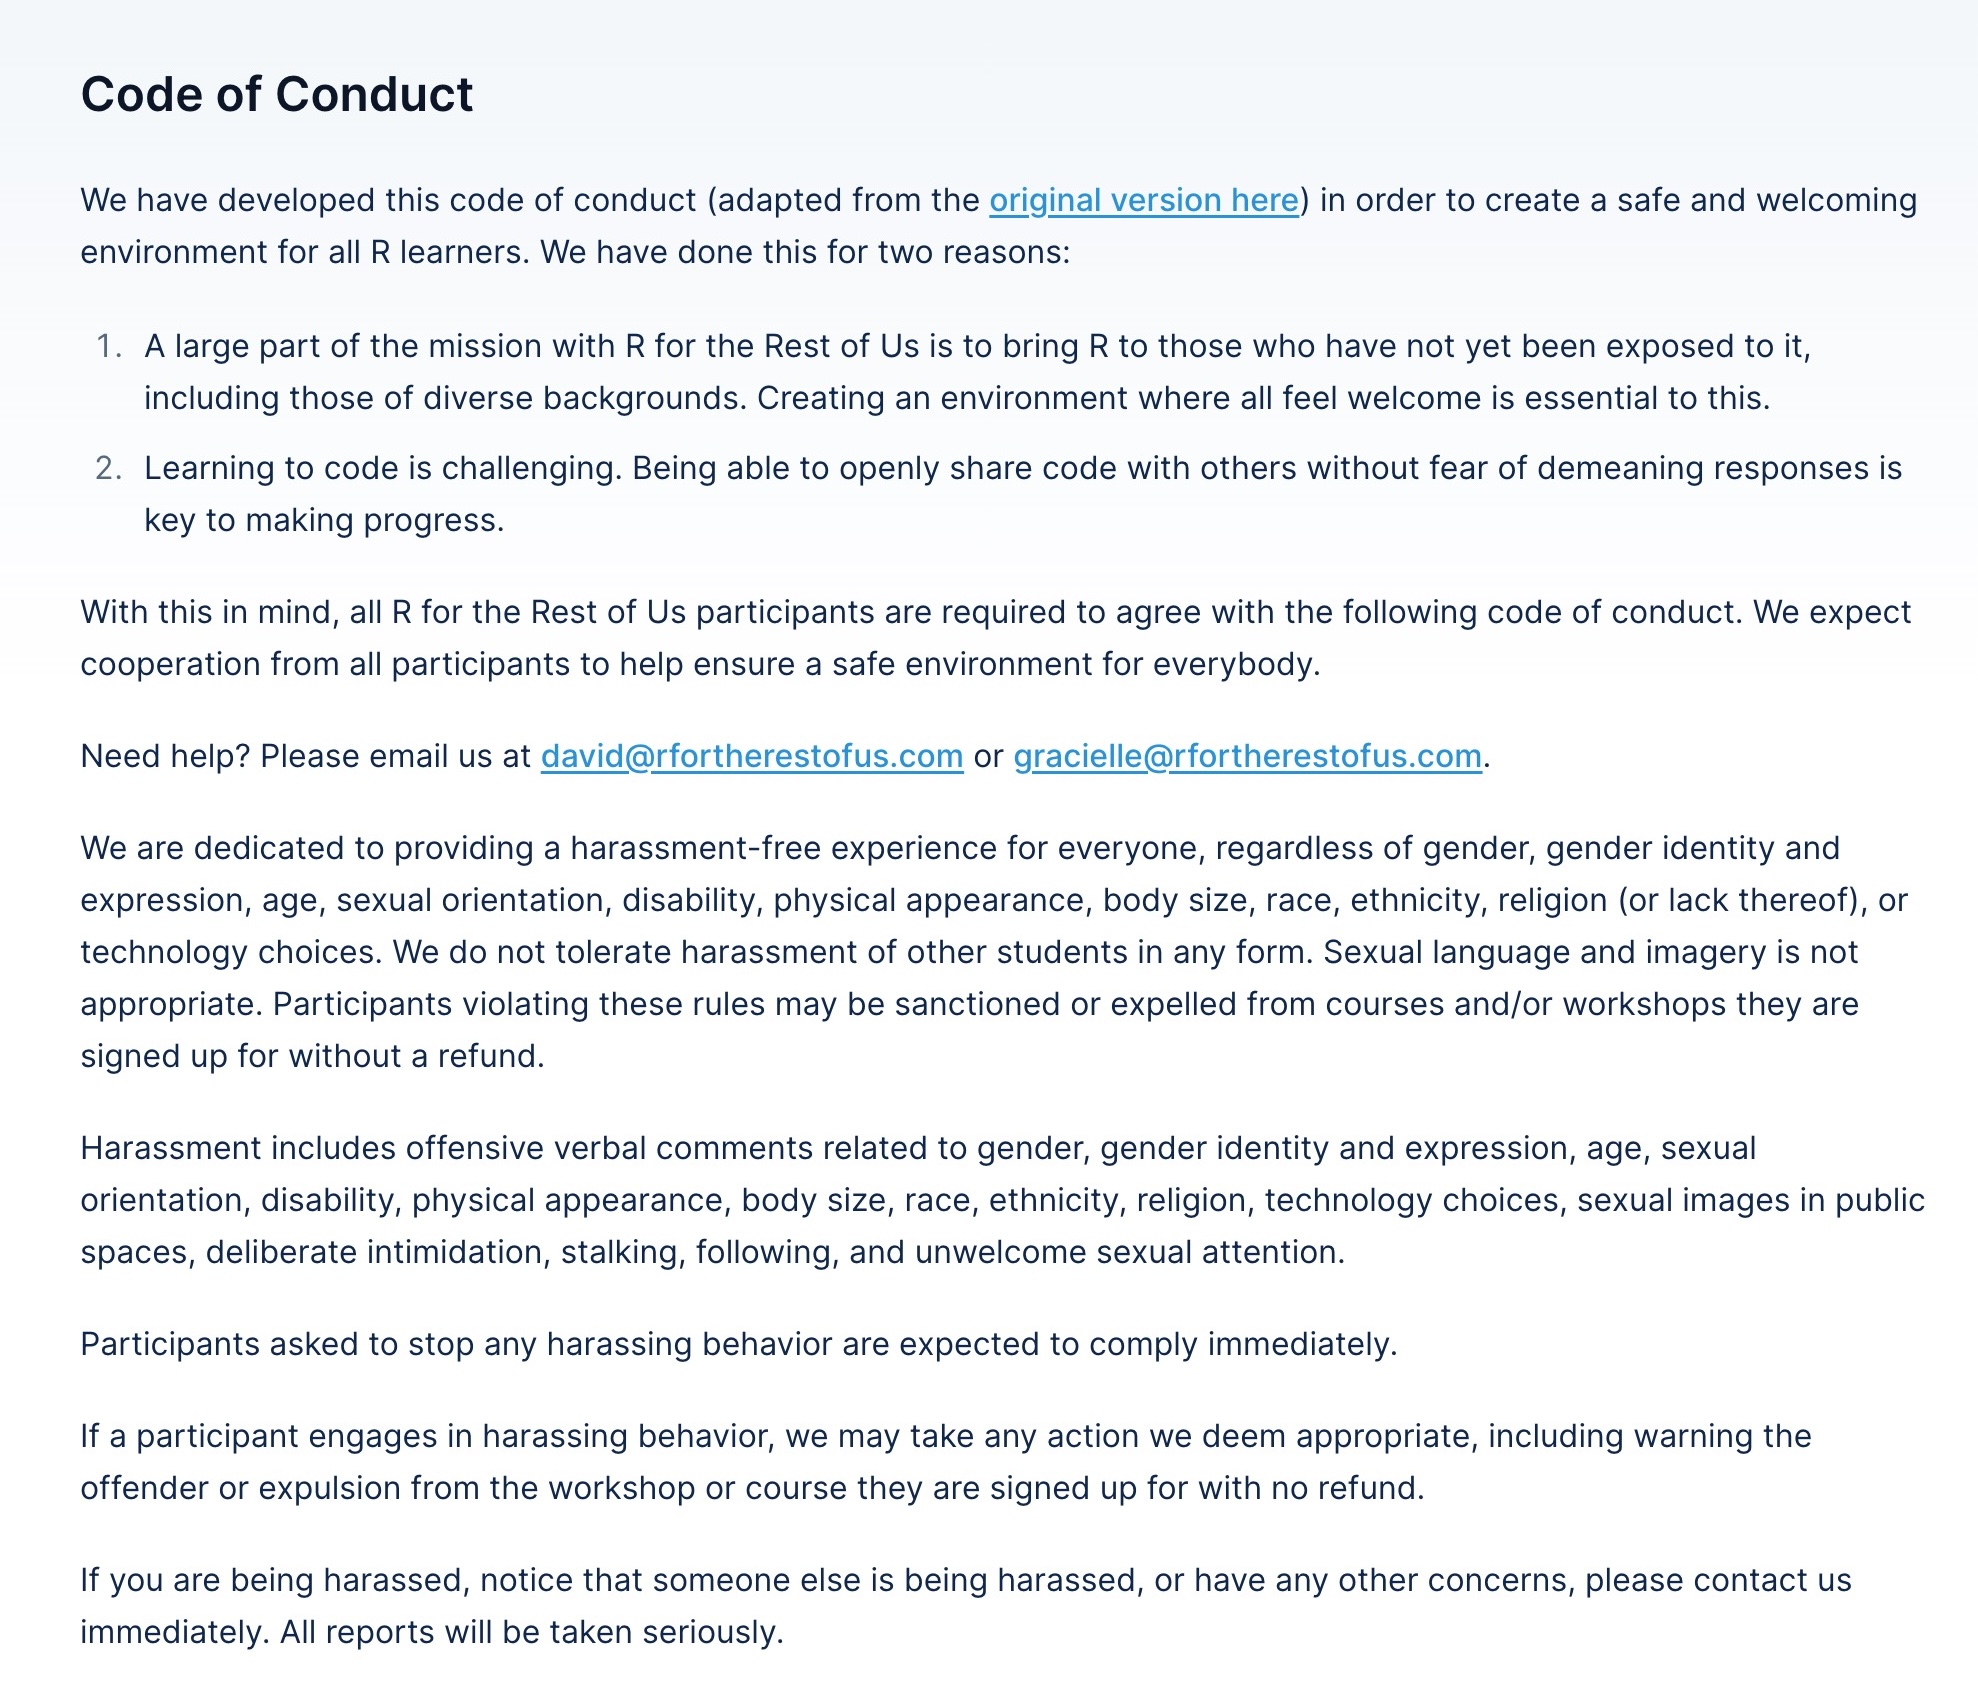 Code of Conduct
We have developed this code of conduct (adapted from the original version here) in order to create a safe and welcoming
environment for all R learners. We have done this for two reasons:
1. A large part of the mission with R for the Rest of Us is to bring R to those who have not yet been exposed to it,
including those of diverse backgrounds. Creating an environment where all feel welcome is essential to this.
2. Learning to code is challenging. Being able to openly share code with others without fear of demeaning responses is
key to making progress.
With this in mind, all R for the Rest of Us participants are required to agree with the following code of conduct. We expect
cooperation from all participants to help ensure a safe environment for everybody.
Need help? Please email us at david@rfortherestofus.com or gracielle@rfortherestofus.com.
We are dedicated to providing a harassment-free experience for everyone, regardless of gender, gender identity and
expression, age, sexual orientation, disability, physical appearance, body size, race, ethnicity, religion (or lack thereof), or
technology choices. We do not tolerate harassment of other students in any form. Sexual language and imagery is not
appropriate. Participants violating these rules may be sanctioned or expelled from courses and/or workshops they are
signed up for without a refund.
Harassment includes offensive verbal comments related to gender, gender identity and expression, age, sexual
orientation, disability, physical appearance, body size, race, ethnicity, religion, technology choices, sexual images in public
spaces, deliberate intimidation, stalking, following, and unwelcome sexual attention.
Participants asked to stop any harassing behavior are expected to comply immediately.
If a participant engages in harassing behavior, we may take any action we deem appropriate, including warning the
offender or expulsion from the workshop or course they are signed up for with no refund.
If you are being harassed, notice that someone else is being harassed, or have any other concerns, please contact us
immediately. All reports will be taken seriously.